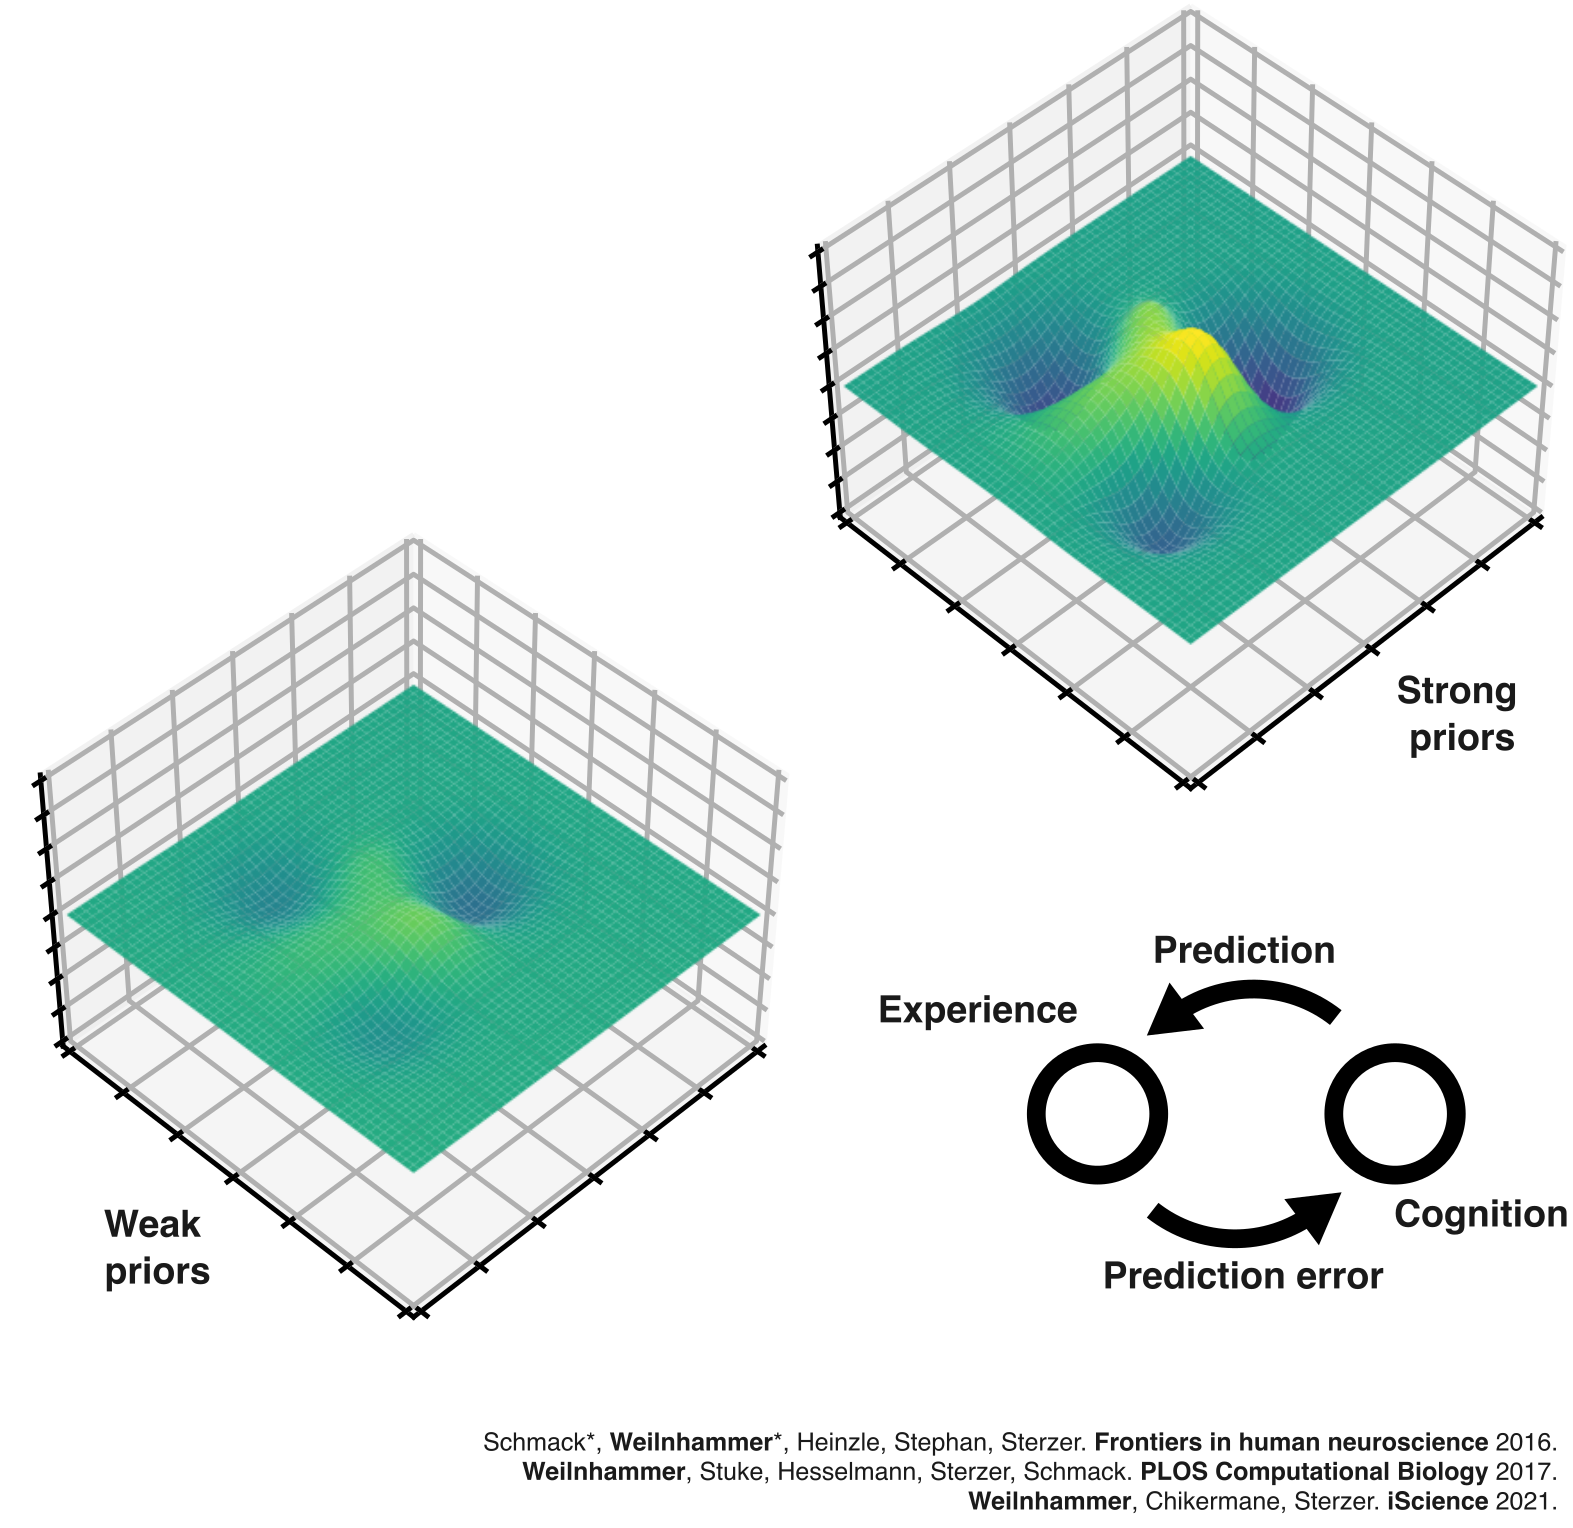 Strong
priors
Weak
priors
Prediction
Experience
Cognition
Prediction error
Schmack*, Weilnhammer*, Heinzle, Stephan, Sterzer. Frontiers in human neuroscience 2016.
Weilnhammer, Stuke, Hesselmann, Sterzer, Schmack. PLOS Computational Biology 2017.
Weilnhammer, Chikermane, Sterzer. iScience 2021.